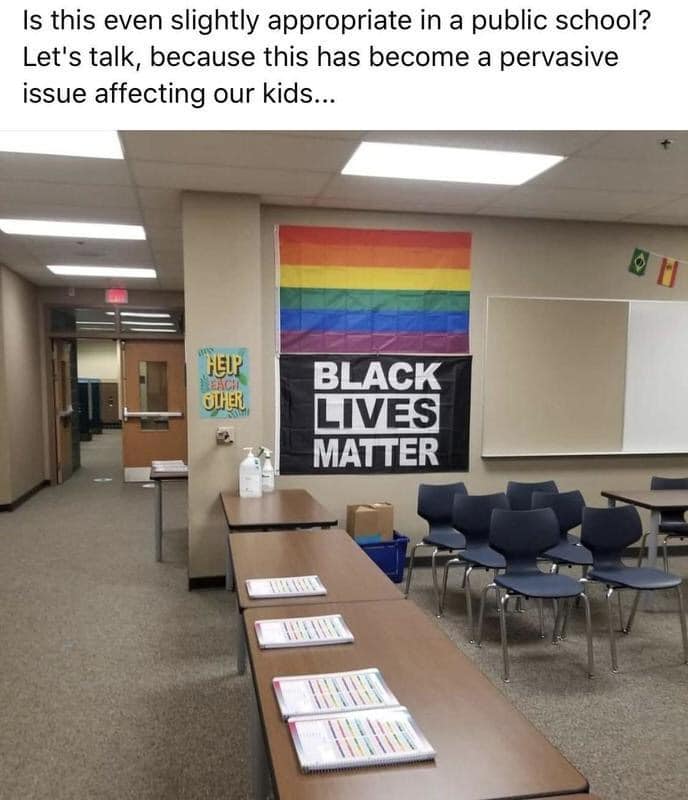 Is this even slightly appropriate in a public school?
Let's talk, because this has become a pervasive
issue affecting our kids...
HELP
EACH
OTHER
BLACK
LIVES
MATTER